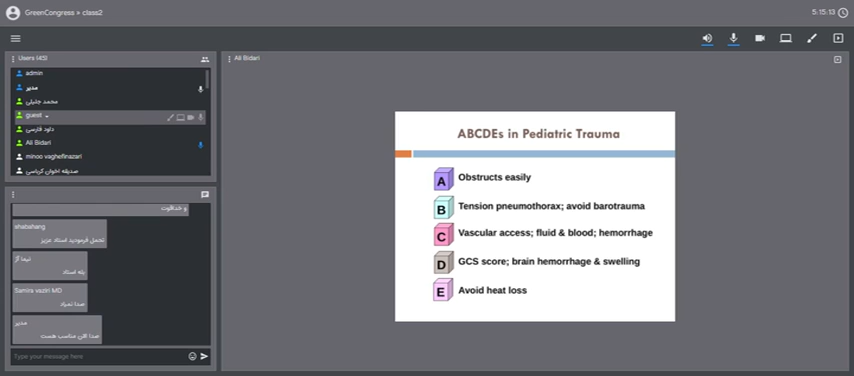 GreenCongress » class2
5:15:13
Users (45)
admin
مدیر
محمد جلیلی
guest
داود فارسی
Ali Bidari
minoo vaghefinazari
صدیقه اخوان کرباسی
و خداقوت
shabahang
تحمل فرمودید استاد عزیز
نیما آژ
بله استاد
Samira vaziri MD
صدا نمیاد
مدیر
صدا الان مناسب هست
Type your message here
Ali Bidari
ABCDEs in Pediatric Trauma
A Obstructs easily
B Tension pneumothorax; avoid barotrauma
C Vascular access; fluid & blood; hemorrhage
D GCS score; brain hemorrhage & swelling
E Avoid heat loss